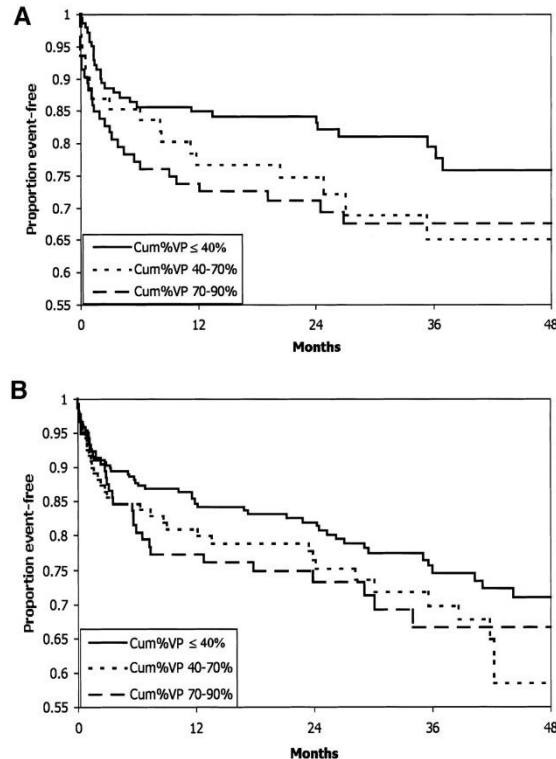 A
Proportion event-free
1
0.95
0.9
0.85
0.8
0.75
0.7
0.65
0.6
0.55
Cum%VP ≤ 40%
Cum%VP 40-70%
Cum%VP 70-90%
0 12 24 36 48
Months
B
Proportion event-free
1
0.95
0.9
0.85
0.8
0.75
0.7
0.65
0.6
0.55
Cum%VP ≤ 40%
Cum%VP 40-70%
Cum%VP 70-90%
0 12 24 36 48
Months